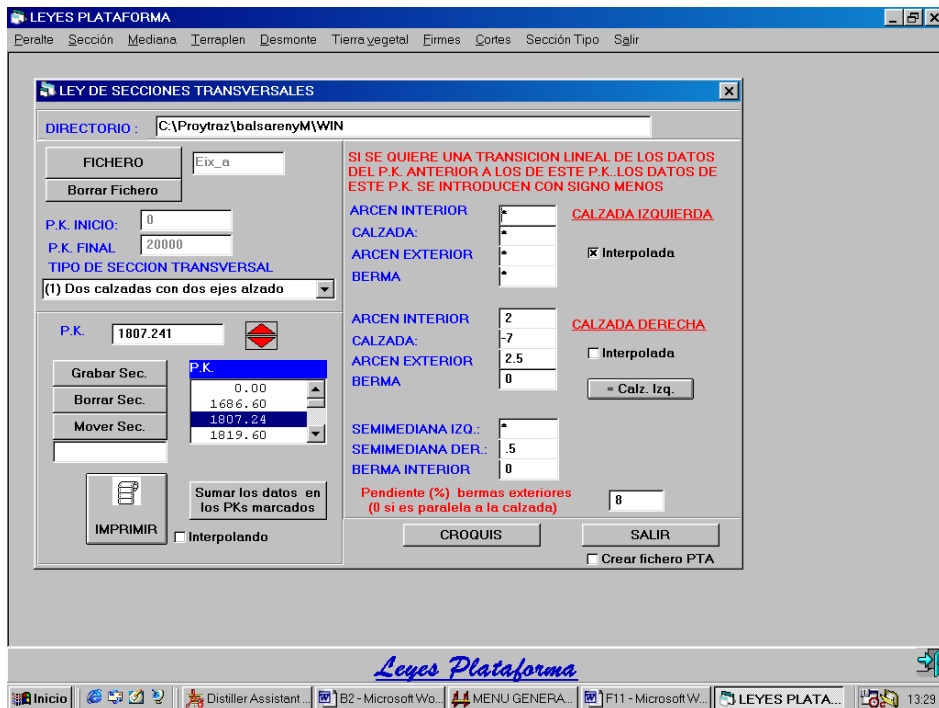 LEYES PLATAFORMA
Peralte Sección Mediana Terraplen Desmonte Tierra vegetal Firmes Cortes Sección Tipo Salir
LEY DE SECCIONES TRANSVERSALES
DIRECTORIO : C:\Proytraz\balsarenyM\WIN
FICHERO Eix_a
Borrar Fichero
P.K. INICIO: 0
P.K. FINAL 20000
TIPO DE SECCION TRANSVERSAL
(1) Dos calzadas con dos ejes alzado
P.K. 1807.241
Grabar Sec.
Borrar Sec.
Mover Sec.
P.K.
0.00
1686.60
1807.24
1819.60
IMPRIMIR
Sumar los datos en
los PKs marcados
Interpolando
SI SE QUIERE UNA TRANSICION LINEAL DE LOS DATOS
DEL P.K. ANTERIOR A LOS DE ESTE P.K..LOS DATOS DE
ESTE P.K. SE INTRODUCEN CON SIGNO MENOS
ARCEN INTERIOR * CALZADA IZQUIERDA
CALZADA: *
ARCEN EXTERIOR * Interpolada
BERMA *
ARCEN INTERIOR 2 CALZADA DERECHA
CALZADA: -7
ARCEN EXTERIOR 2.5 Interpolada
BERMA 0 = Calz. Izq.
SEMIMEDIANA IZQ.: *
SEMIMEDIANA DER.: .5
BERMA INTERIOR 0
Pendiente (%) bermas exteriores
(0 si es paralela a la calzada) 8
CROQUIS SALIR
Crear fichero PTA
Leyes Plataforma
Inicio Distiller Assistant ... B2 - Microsoft Wo... MENU GENERA... F11 - Microsoft W... LEYES PLATA... 13:29